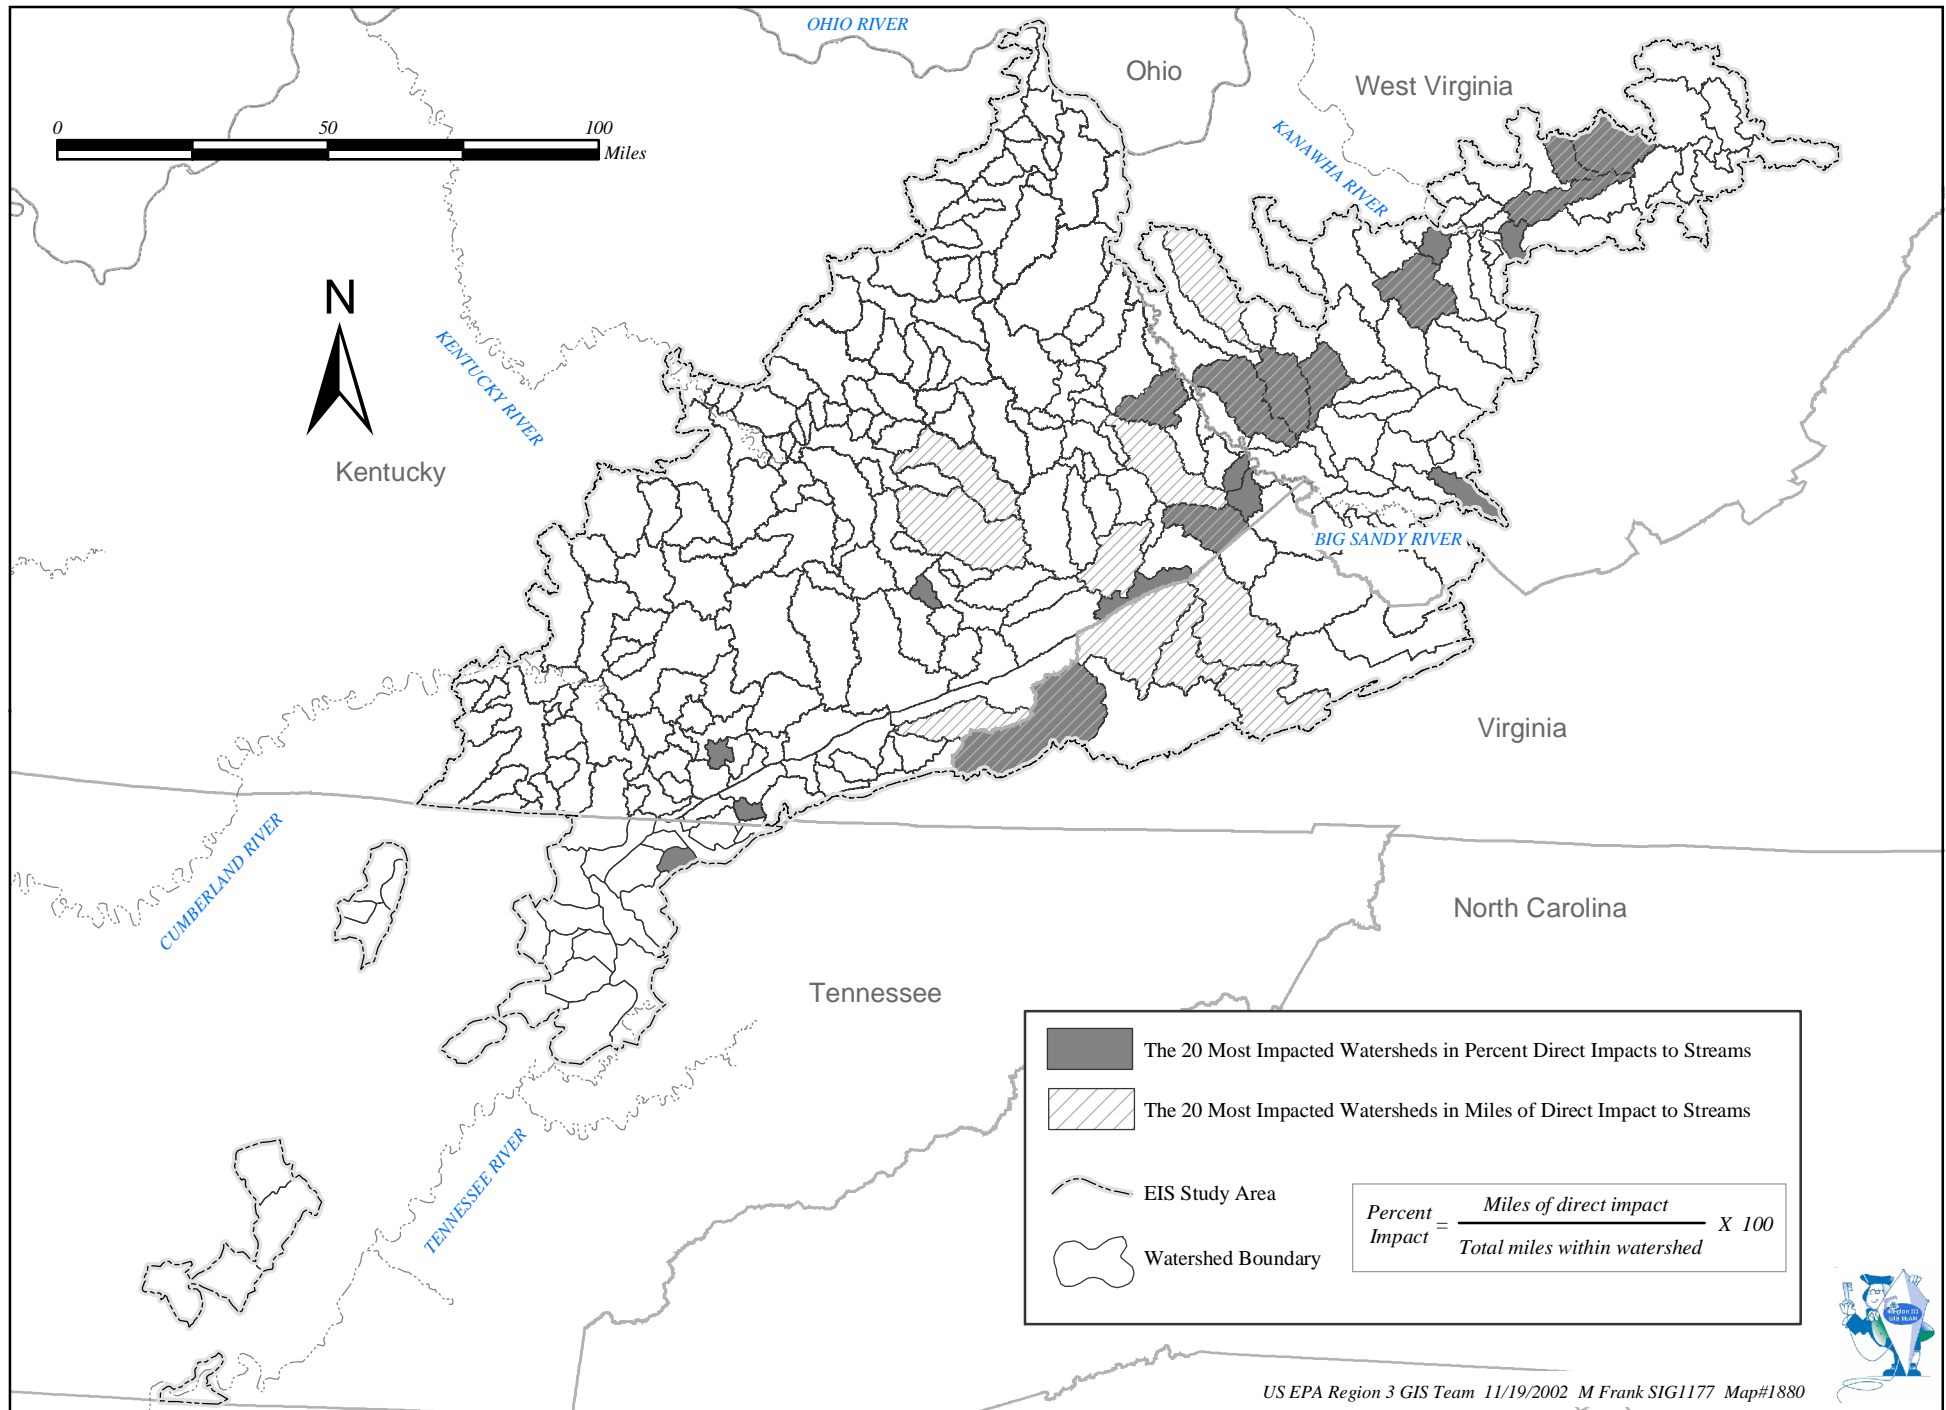 OHIO RIVER
Ohio
West Virginia
0 50 100
Miles
KANAWHA RIVER
N
KENTUCKY RIVER
Kentucky
BIG SANDY RIVER
Virginia
CUMBERLAND RIVER
North Carolina
Tennessee
TENNESSEE RIVER
The 20 Most Impacted Watersheds in Percent Direct Impacts to Streams
The 20 Most Impacted Watersheds in Miles of Direct Impact to Streams
EIS Study Area
Watershed Boundary
Percent Impact = Miles of direct impact / Total miles within watershed X 100
Region III
GIS TEAM
US EPA Region 3 GIS Team 11/19/2002 M Frank SIG1177 Map#1880